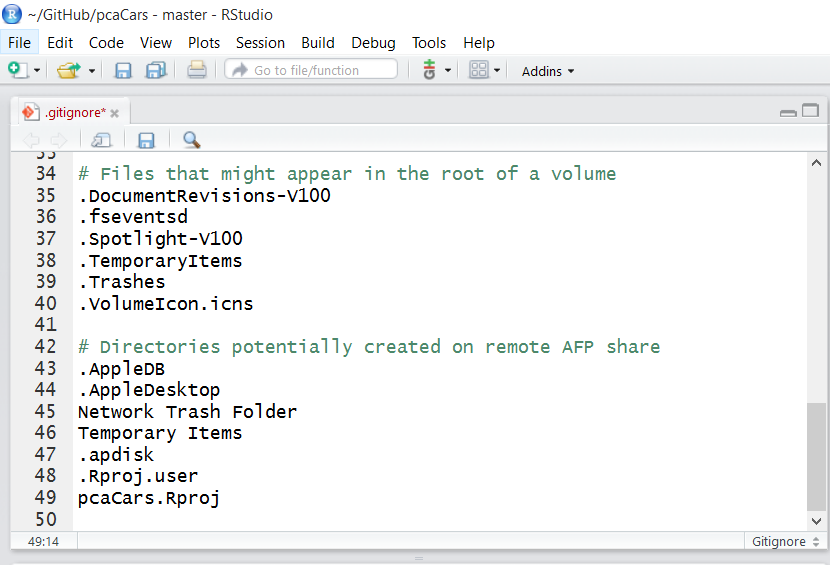 ~/GitHub/pcaCars - master - RStudio
File Edit Code View Plots Session Build Debug Tools Help
Go to file/function Addins
.gitignore*
33
34 # Files that might appear in the root of a volume
35 .DocumentRevisions-V100
36 .fseventsd
37 .Spotlight-V100
38 .TemporaryItems
39 .Trashes
40 .VolumeIcon.icns
41
42 # Directories potentially created on remote AFP share
43 .AppleDB
44 .AppleDesktop
45 Network Trash Folder
46 Temporary Items
47 .apdisk
48 .Rproj.user
49 pcaCars.Rproj
50
49:14 Gitignore